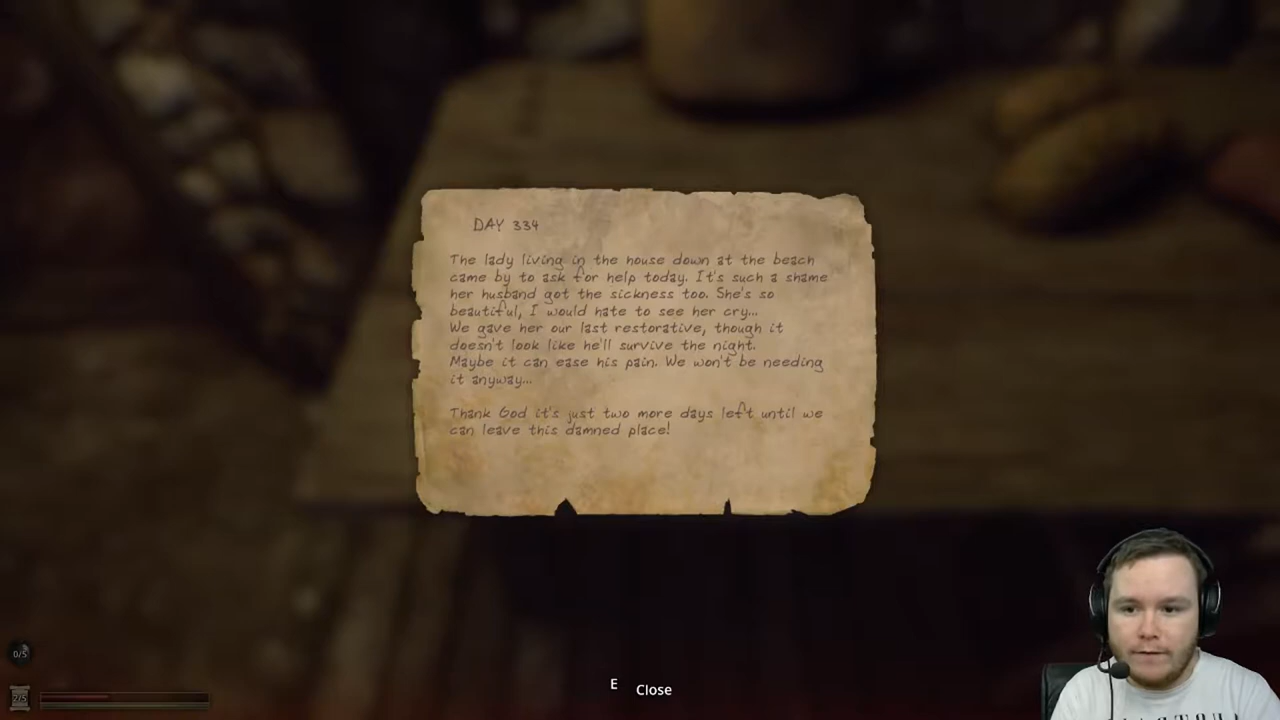 DAY 334
The lady living in the house down at the beach
came by to ask for help today. It's such a shame
her husband got the sickness too. She's so
beautiful, I would hate to see her cry...
We gave her our last restorative, though it
doesn't look like he'll survive the night.
Maybe it can ease his pain. We won't be needing
it anyway...
Thank God it's just two more days left until we
can leave this damned place!
0/5
2/5
E Close